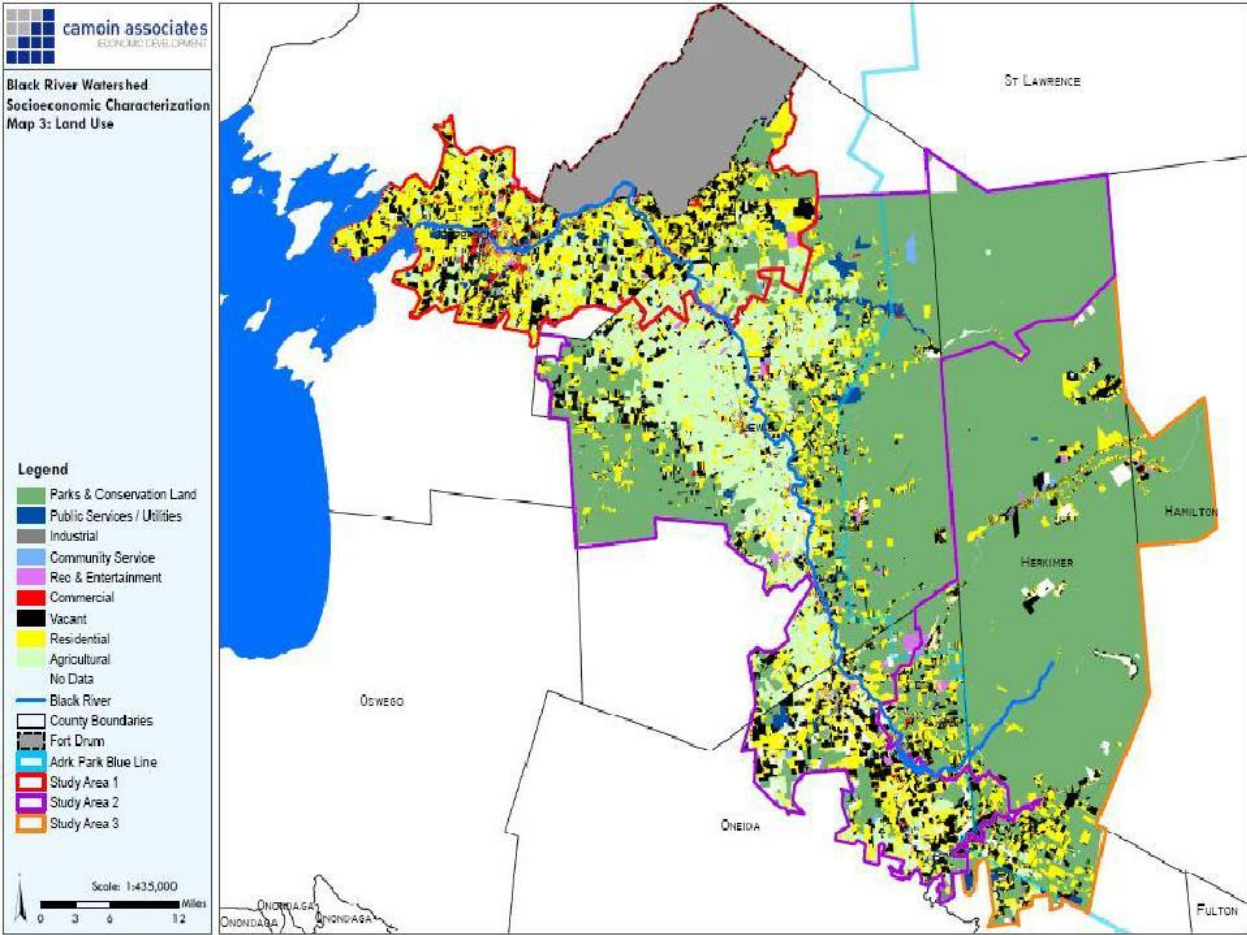 camoin associates
ECONOMIC DEVELOPMENT
Black River Watershed
Socioeconomic Characterization
Map 3: Land Use
Legend
Parks & Conservation Land
Public Services / Utilities
Industrial
Community Service
Rec & Entertainment
Commercial
Vacant
Residential
Agricultural
No Data
Black River
County Boundaries
Fort Drum
Adrk Park Blue Line
Study Area 1
Study Area 2
Study Area 3
Scale: 1:435,000
Miles
0 3 6 12
ST LAWRENCE
LEWIS
HAMILTON
HERKIMER
OSWEGO
ONEIDA
ONONDAGA
ONONDAGA
ONONDAGA
FULTON